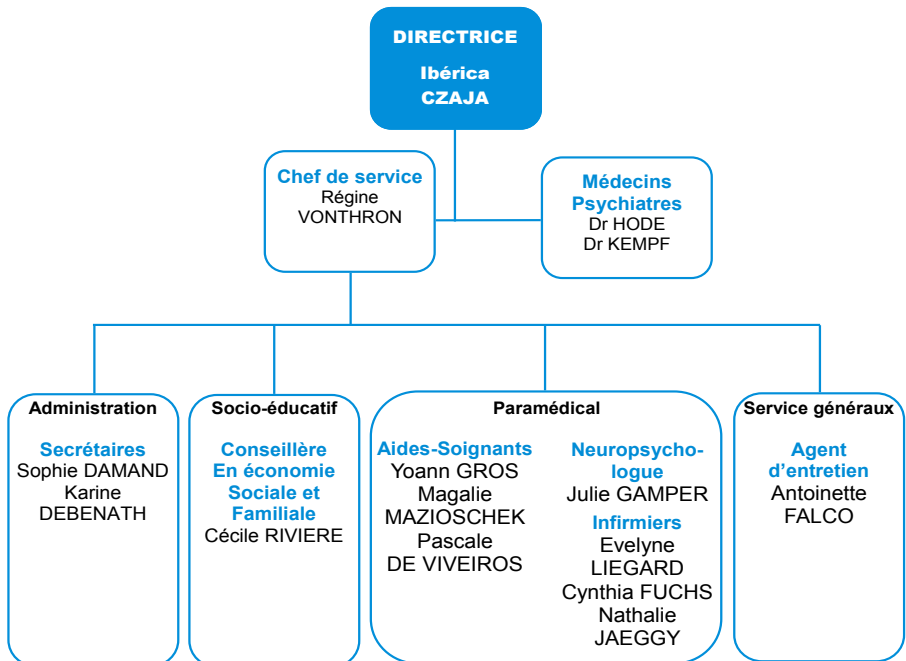 DIRECTRICE
Ibérica
CZAJA
Chef de service
Régine
VONTHRON
Médecins
Psychiatres
Dr HODE
Dr KEMPF
Administration
Secrétaires
Sophie DAMAND
Karine
DEBENATH
Socio-éducatif
Conseillère
En économie
Sociale et
Familiale
Cécile RIVIERE
Paramédical
Aides-Soignants
Yoann GROS
Magalie
MAZIOSCHEK
Pascale
DE VIVEIROS
Neuropsycho-
logue
Julie GAMPER
Infirmiers
Evelyne
LIEGARD
Cynthia FUCHS
Nathalie
JAEGGY
Service généraux
Agent
d'entretien
Antoinette
FALCO